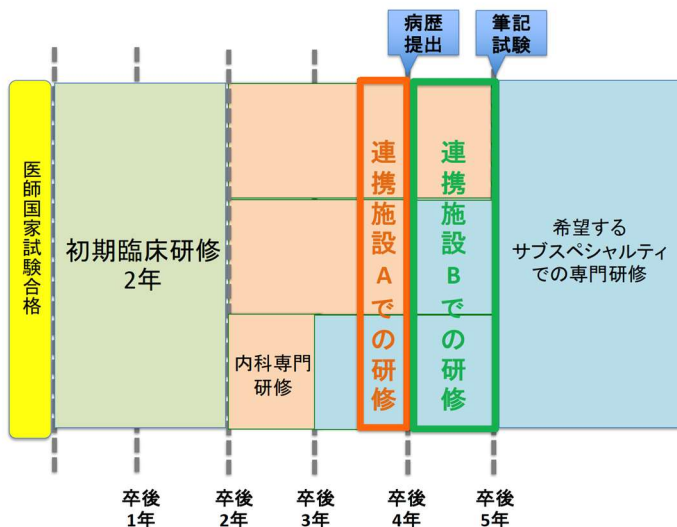 病歴
提出
筆記
試験
医師国家試験合格
初期臨床研修
2年
内科専門
研修
連携施設Aでの研修
連携施設Bでの研修
希望する
サブスペシャルティ
での専門研修
卒後
1年
卒後
2年
卒後
3年
卒後
4年
卒後
5年